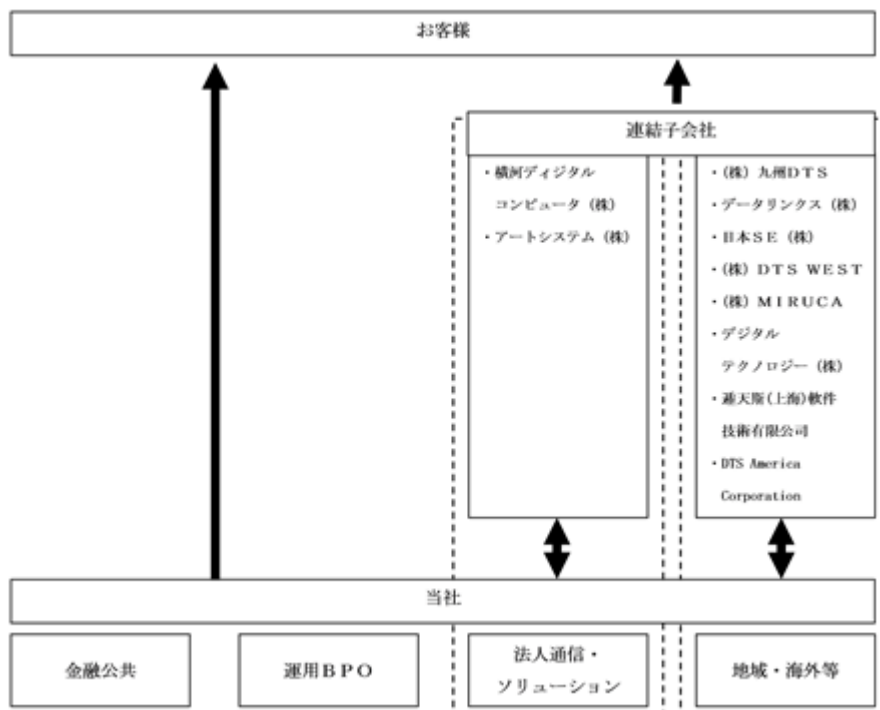 お客様
連結子会社
・横河ディジタル
コンピュータ（株）
・アートシステム（株）
・（株）九州ＤＴＳ
・データリンクス（株）
・日本SE（株）
・（株）ＤＴＳ ＷＥＳＴ
・（株）ＭＩＲＵＣＡ
・デジタル
テクノロジー（株）
・逓天斯(上海)軟件
技術有限公司
・DTS America
Corporation
当社
金融公共
運用ＢＰＯ
法人通信・
ソリューション
地域・海外等